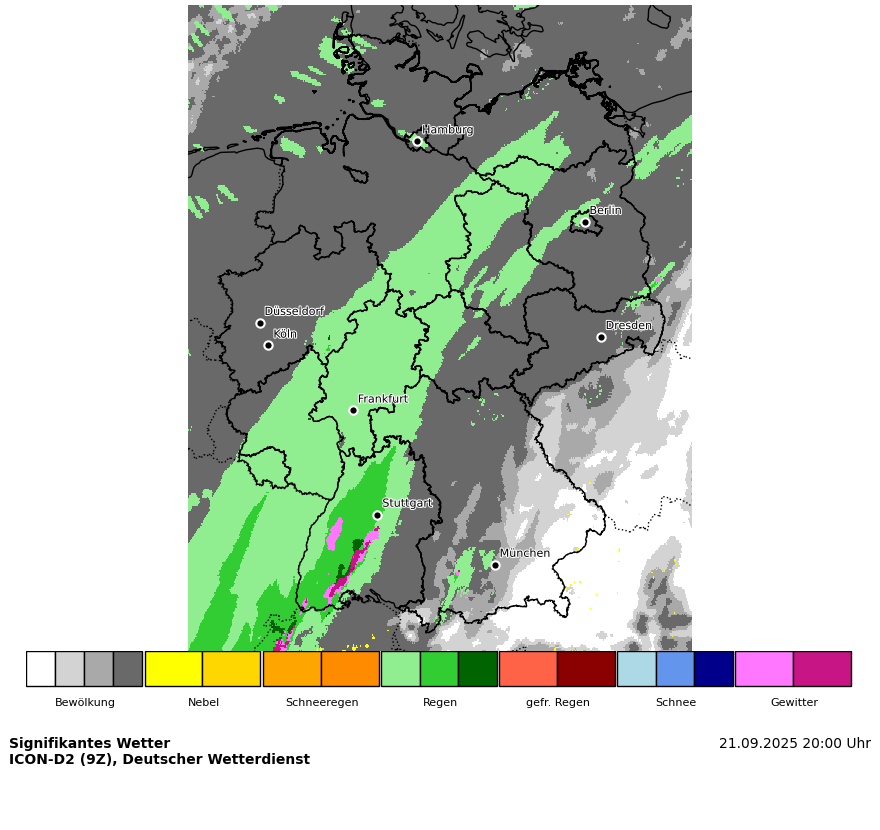 Hamburg
Berlin
Düsseldorf
Köln
Dresden
Frankfurt
Stuttgart
München
Bewölkung Nebel Schneeregen Regen gefr. Regen Schnee Gewitter
Signifikantes Wetter 21.09.2025 20:00 Uhr
ICON-D2 (9Z), Deutscher Wetterdienst